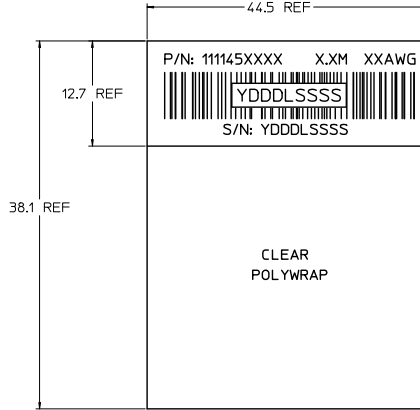 44.5 REF
P/N: 111145XXXX X.XM XXAWG
12.7 REF
YDDDLSSSS
S/N: YDDDLSSSS
38.1 REF
CLEAR
POLYWRAP